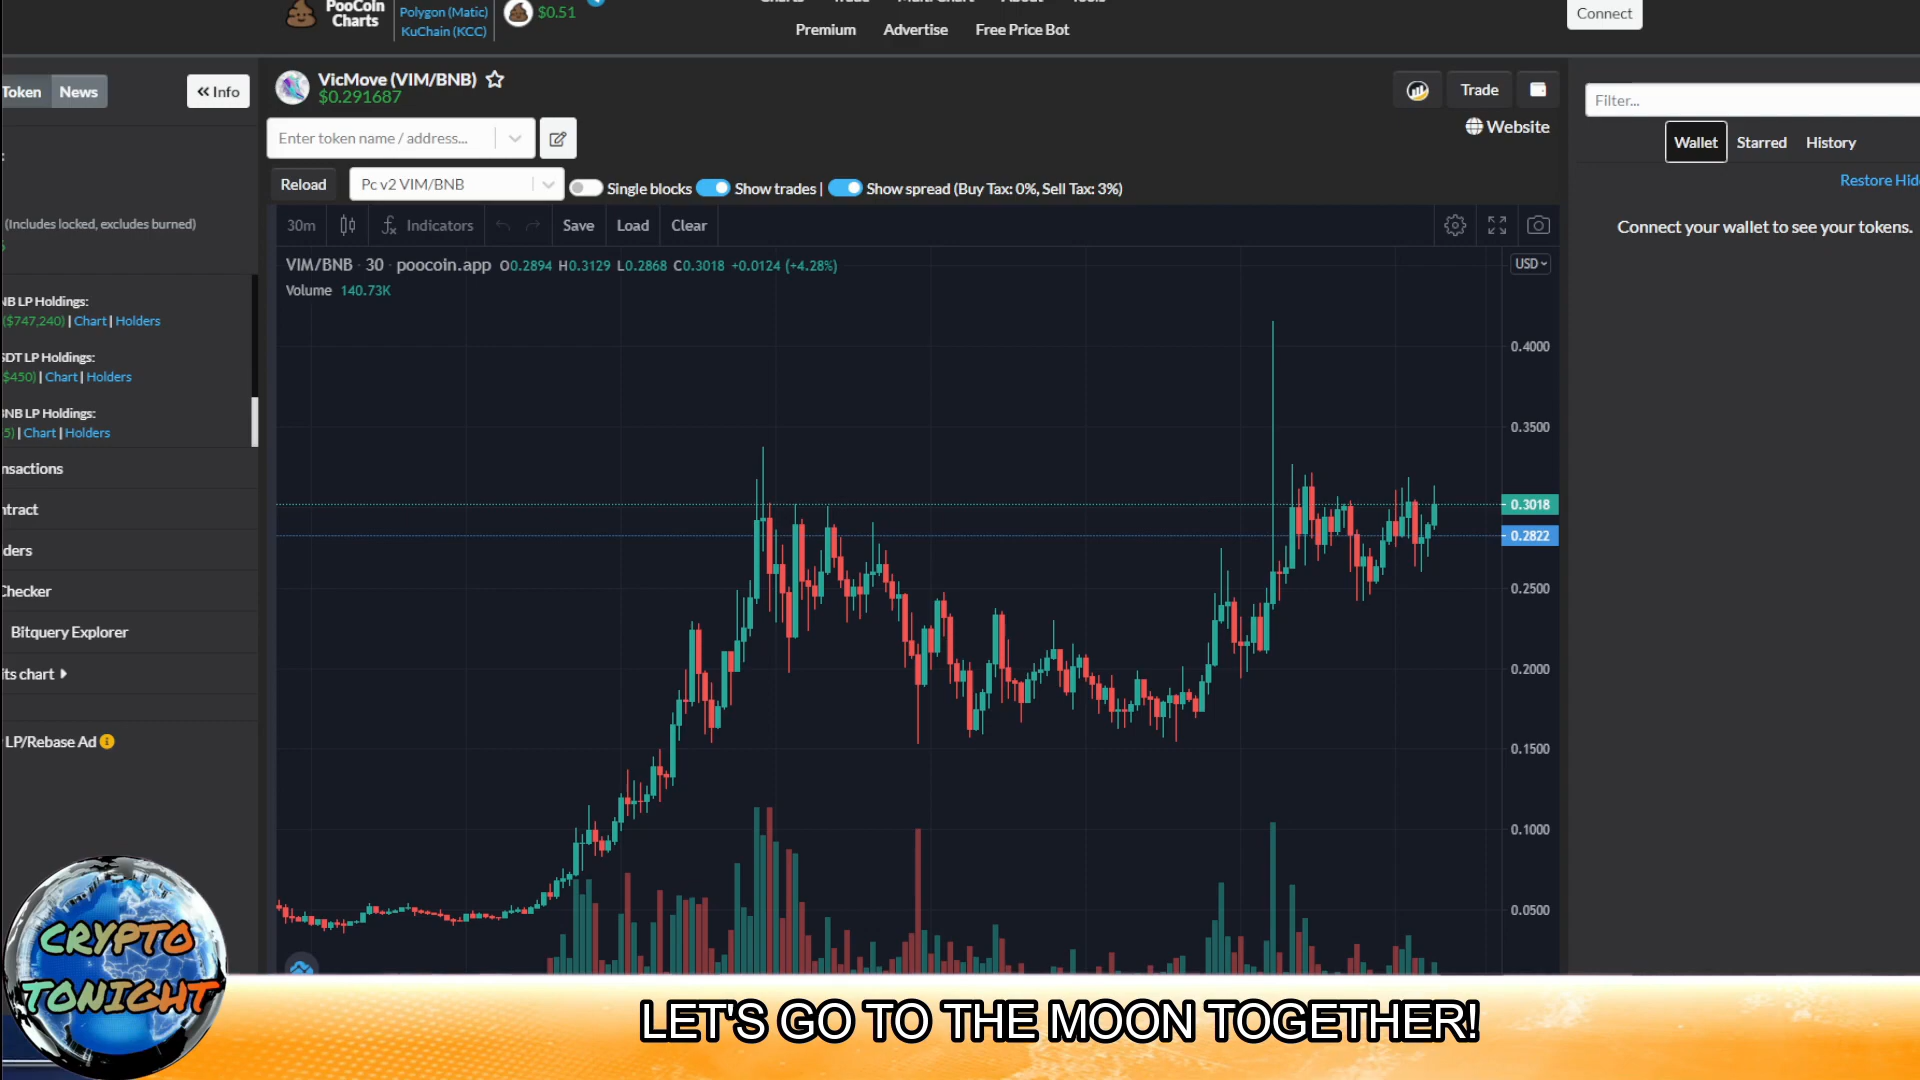 PooCoin
Charts
Polygon (Matic)
KuChain (KCC)
$0.51
Premium
Advertise
Free Price Bot
Connect
Token
News
Info
VicMove (VIM/BNB)
$0.291687
Trade
Website
Enter token name / address...
Reload
Pc v2 VIM/BNB
Single blocks
Show trades |
Show spread (Buy Tax: 0%, Sell Tax: 3%)
Filter...
Wallet
Starred
History
Restore Hid
Connect your wallet to see your tokens.
(Includes locked, excludes burned)
NB LP Holdings:
($747,240) | Chart | Holders
SDT LP Holdings:
$450) | Chart | Holders
BNB LP Holdings:
5) | Chart | Holders
nsactions
ntract
ders
Checker
Bitquery Explorer
its chart
LP/Rebase Ad
30m
Indicators
Save
Load
Clear
VIM/BNB · 30 · poocoin.app O0.2894 H0.3129 L0.2868 C0.3018 +0.0124 (+4.28%)
Volume 140.73K
USD
0.4000
0.3500
0.3018
0.2822
0.2500
0.2000
0.1500
0.1000
0.0500
CRYPTO
TONIGHT
LET'S GO TO THE MOON TOGETHER!